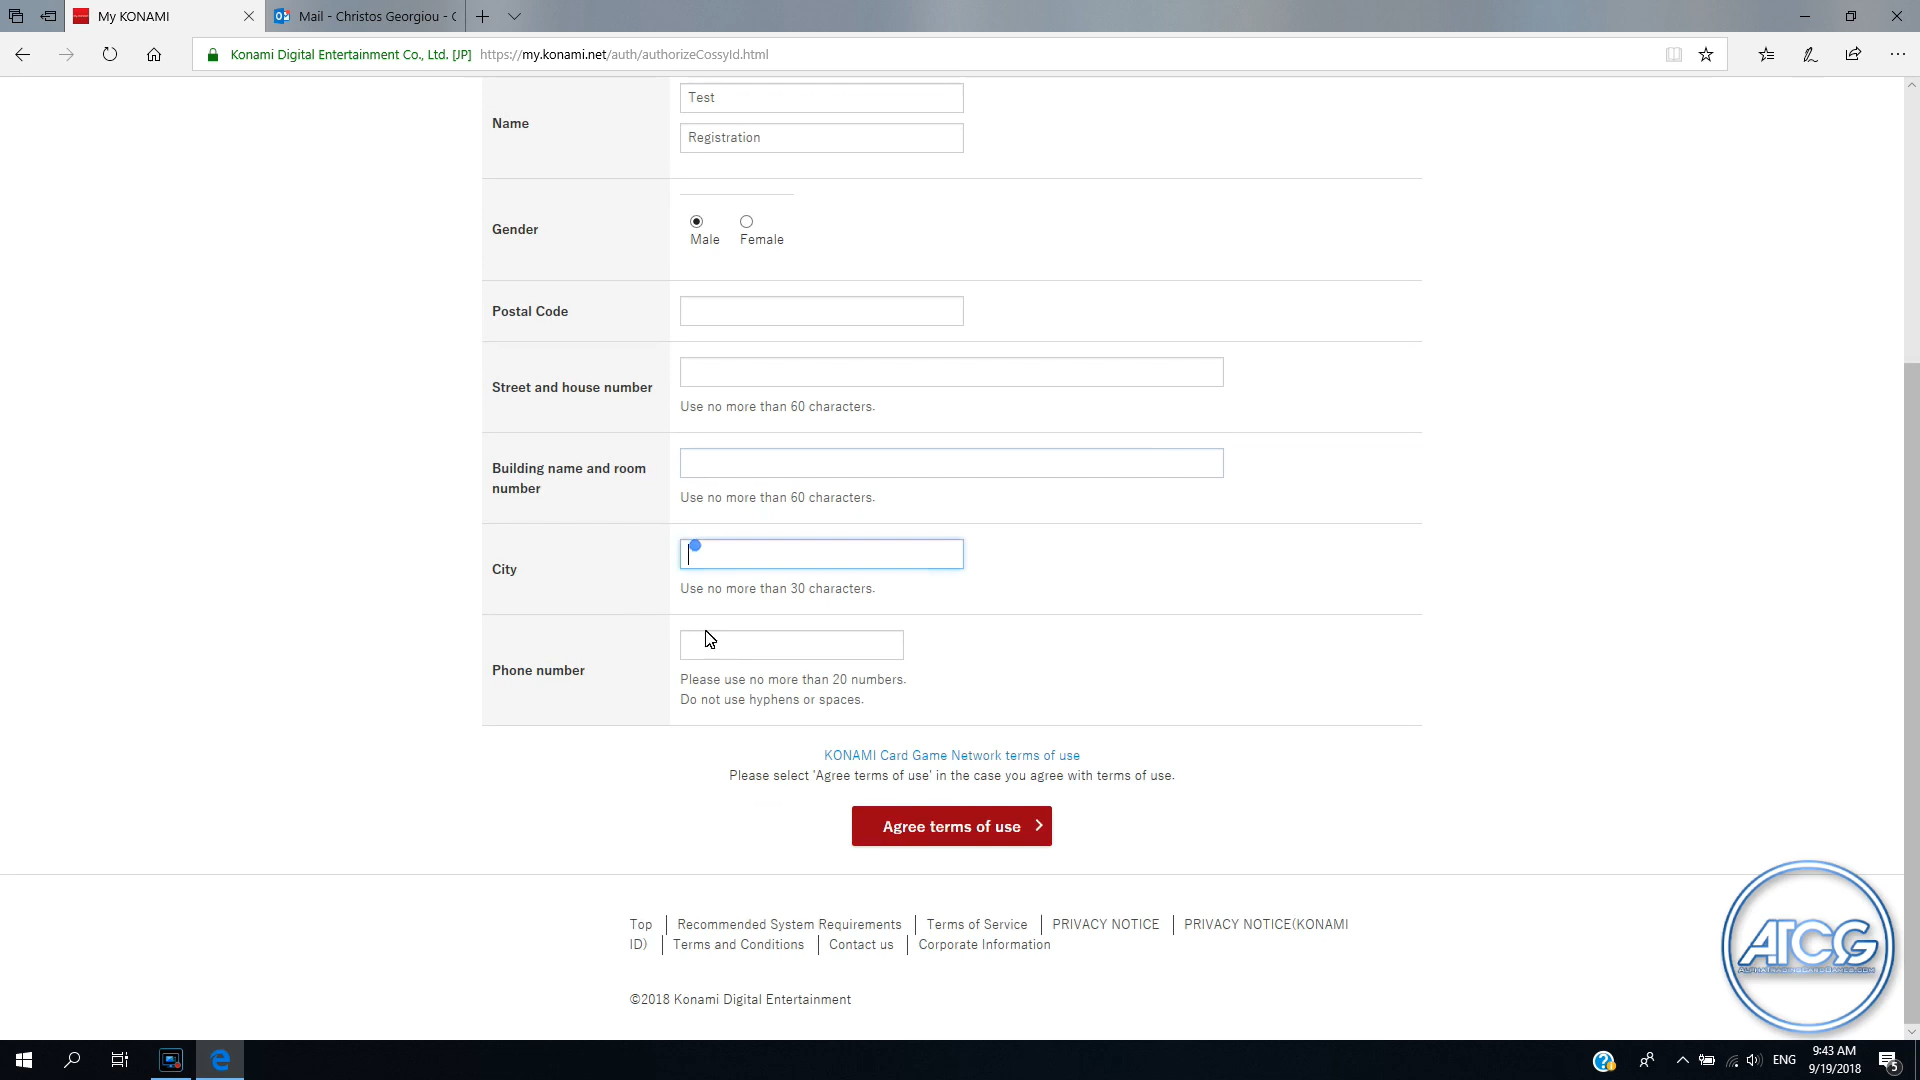 My KONAMI
Mail - Christos Georgiou - O
Konami Digital Entertainment Co., Ltd. [JP] https://my.konami.net/auth/authorizeCossyId.html
Name
Test
Registration
Gender
Male Female
Postal Code
Street and house number
Use no more than 60 characters.
Building name and room
number
Use no more than 60 characters.
City
Use no more than 30 characters.
Phone number
Please use no more than 20 numbers.
Do not use hyphens or spaces.
KONAMI Card Game Network terms of use
Please select 'Agree terms of use' in the case you agree with terms of use.
Agree terms of use
Top Recommended System Requirements Terms of Service PRIVACY NOTICE PRIVACY NOTICE(KONAMI
ID) Terms and Conditions Contact us Corporate Information
©2018 Konami Digital Entertainment
ATCG
ALPHATRADINGCARDGAMES.COM
ENG
9:43 AM
9/19/2018
5